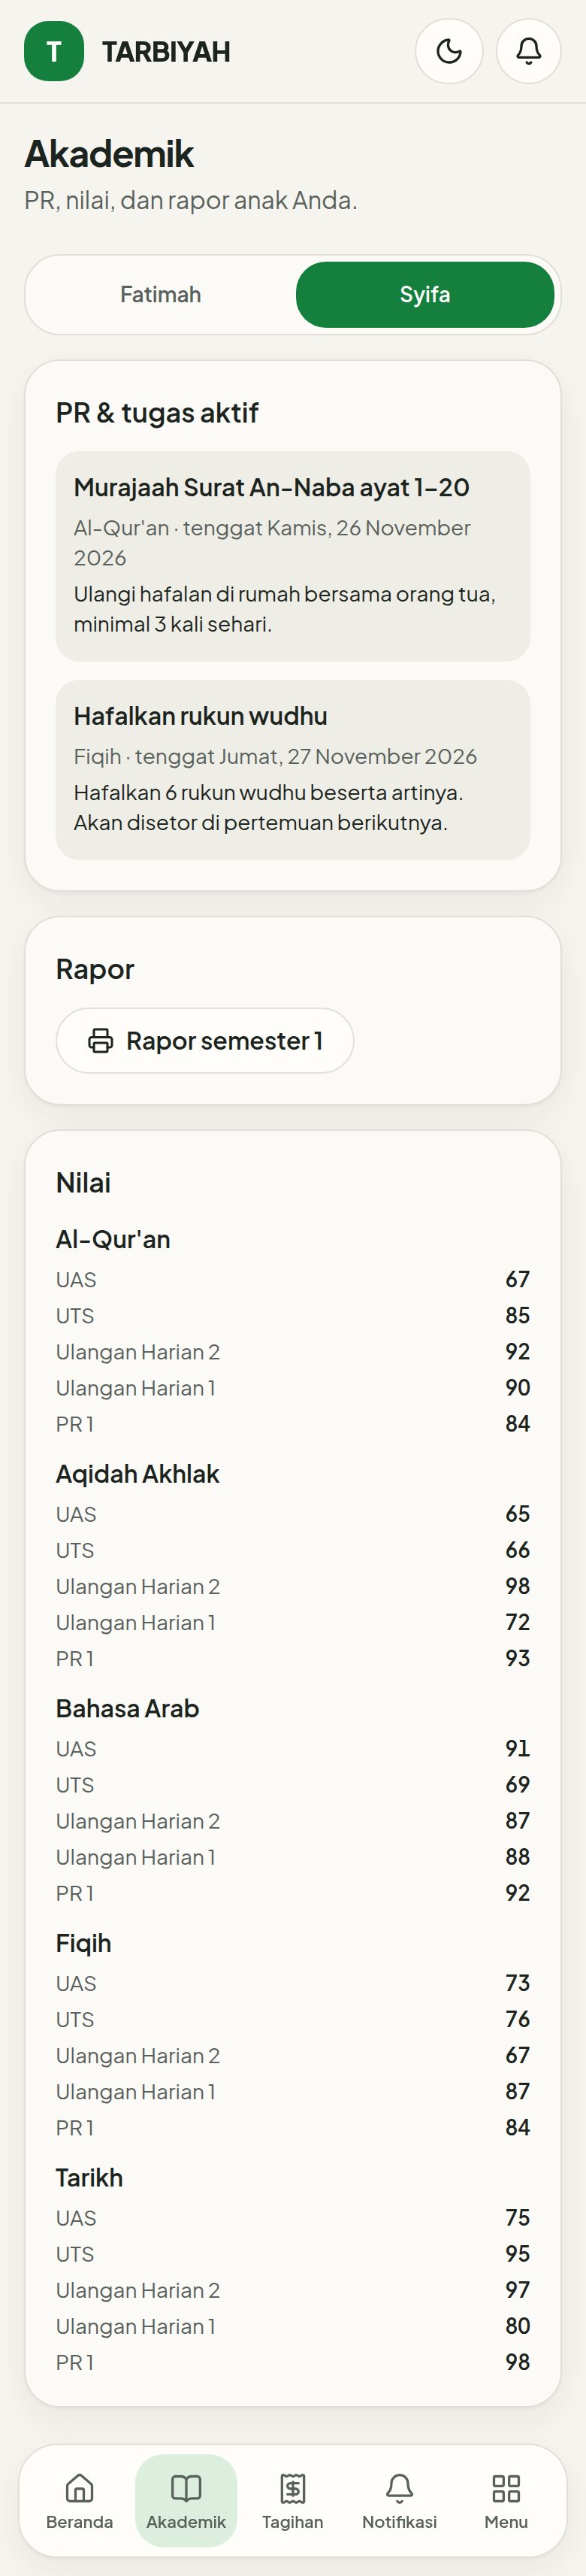 T TARBIYAH
Akademik
PR, nilai, dan rapor anak Anda.
Fatimah Syifa
PR & tugas aktif
Murajaah Surat An-Naba ayat 1–20
Al-Qur'an · tenggat Kamis, 26 November
2026
Ulangi hafalan di rumah bersama orang tua,
minimal 3 kali sehari.
Hafalkan rukun wudhu
Fiqih · tenggat Jumat, 27 November 2026
Hafalkan 6 rukun wudhu beserta artinya.
Akan disetor di pertemuan berikutnya.
Rapor
Rapor semester 1
Nilai
Al-Qur'an
UAS 67
UTS 85
Ulangan Harian 2 92
Ulangan Harian 1 90
PR 1 84
Aqidah Akhlak
UAS 65
UTS 66
Ulangan Harian 2 98
Ulangan Harian 1 72
PR 1 93
Bahasa Arab
UAS 91
UTS 69
Ulangan Harian 2 87
Ulangan Harian 1 88
PR 1 92
Fiqih
UAS 73
UTS 76
Ulangan Harian 2 67
Ulangan Harian 1 87
PR 1 84
Tarikh
UAS 75
UTS 95
Ulangan Harian 2 97
Ulangan Harian 1 80
PR 1 98
Beranda Akademik Tagihan Notifikasi Menu